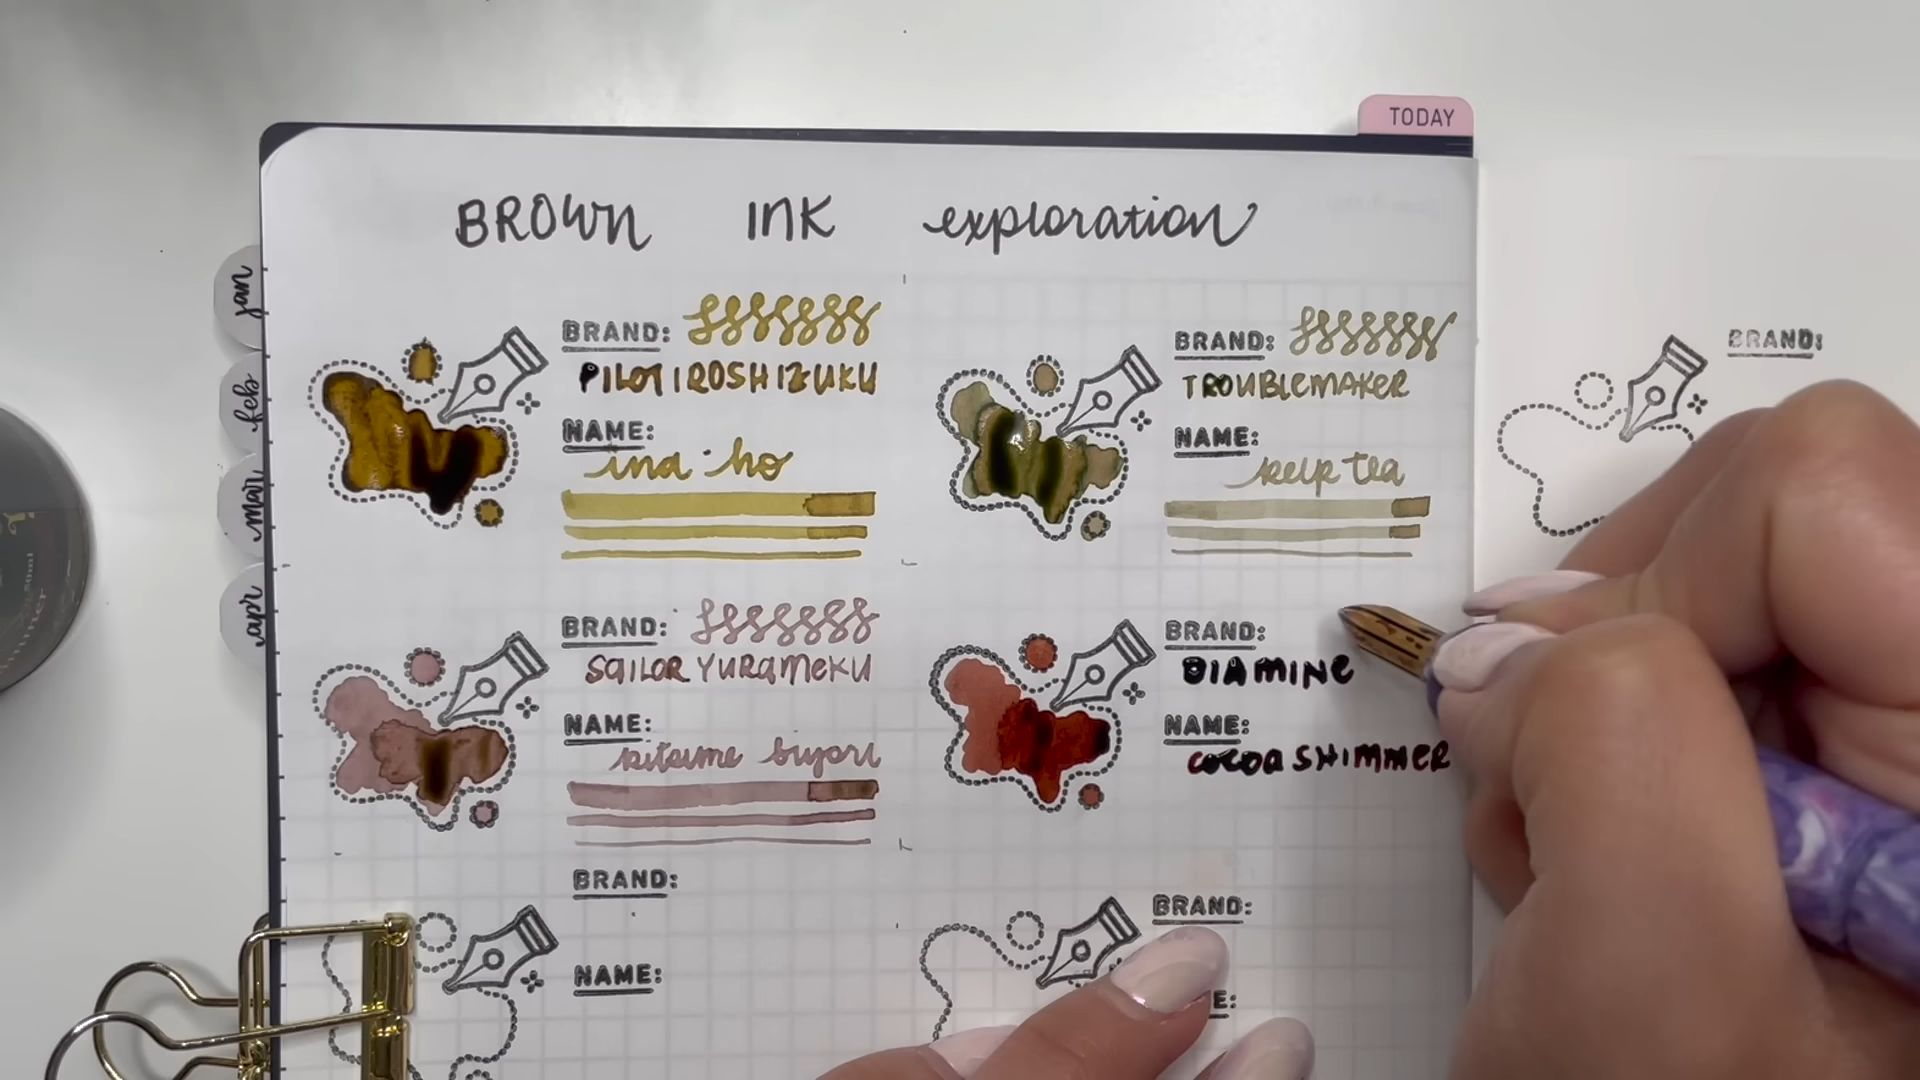 TODAY
BROWN INK exploration
BRAND:
PILOT IROSHIZUKU
NAME:
ina-ho
BRAND:
TROUBLEMAKER
NAME:
kelp tea
BRAND:
BRAND:
SAILOR YURAMEKU
NAME:
kitsune biyori
BRAND:
DIAMINE
NAME:
COCOA SHIMMER
BRAND:
NAME:
BRAND:
E:
jan
feb
mar
apr